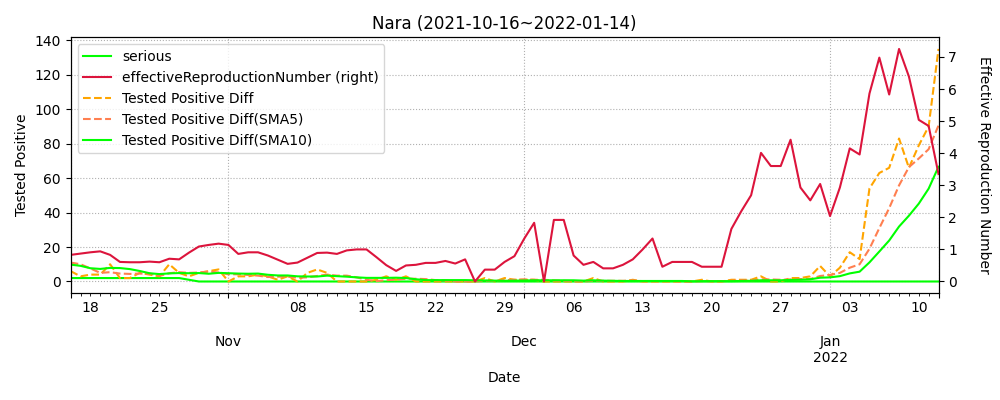 Nara (2021-10-16~2022-01-14)
serious
effectiveReproductionNumber (right)
Tested Positive Diff
Tested Positive Diff(SMA5)
Tested Positive Diff(SMA10)
Tested Positive
140
120
100
80
60
40
20
0
7
6
5
4
3
2
1
0
Effective Reproduction Number
18 25 08 15 22 29 06 13 20 27 03 10
Nov Dec Jan
2022
Date